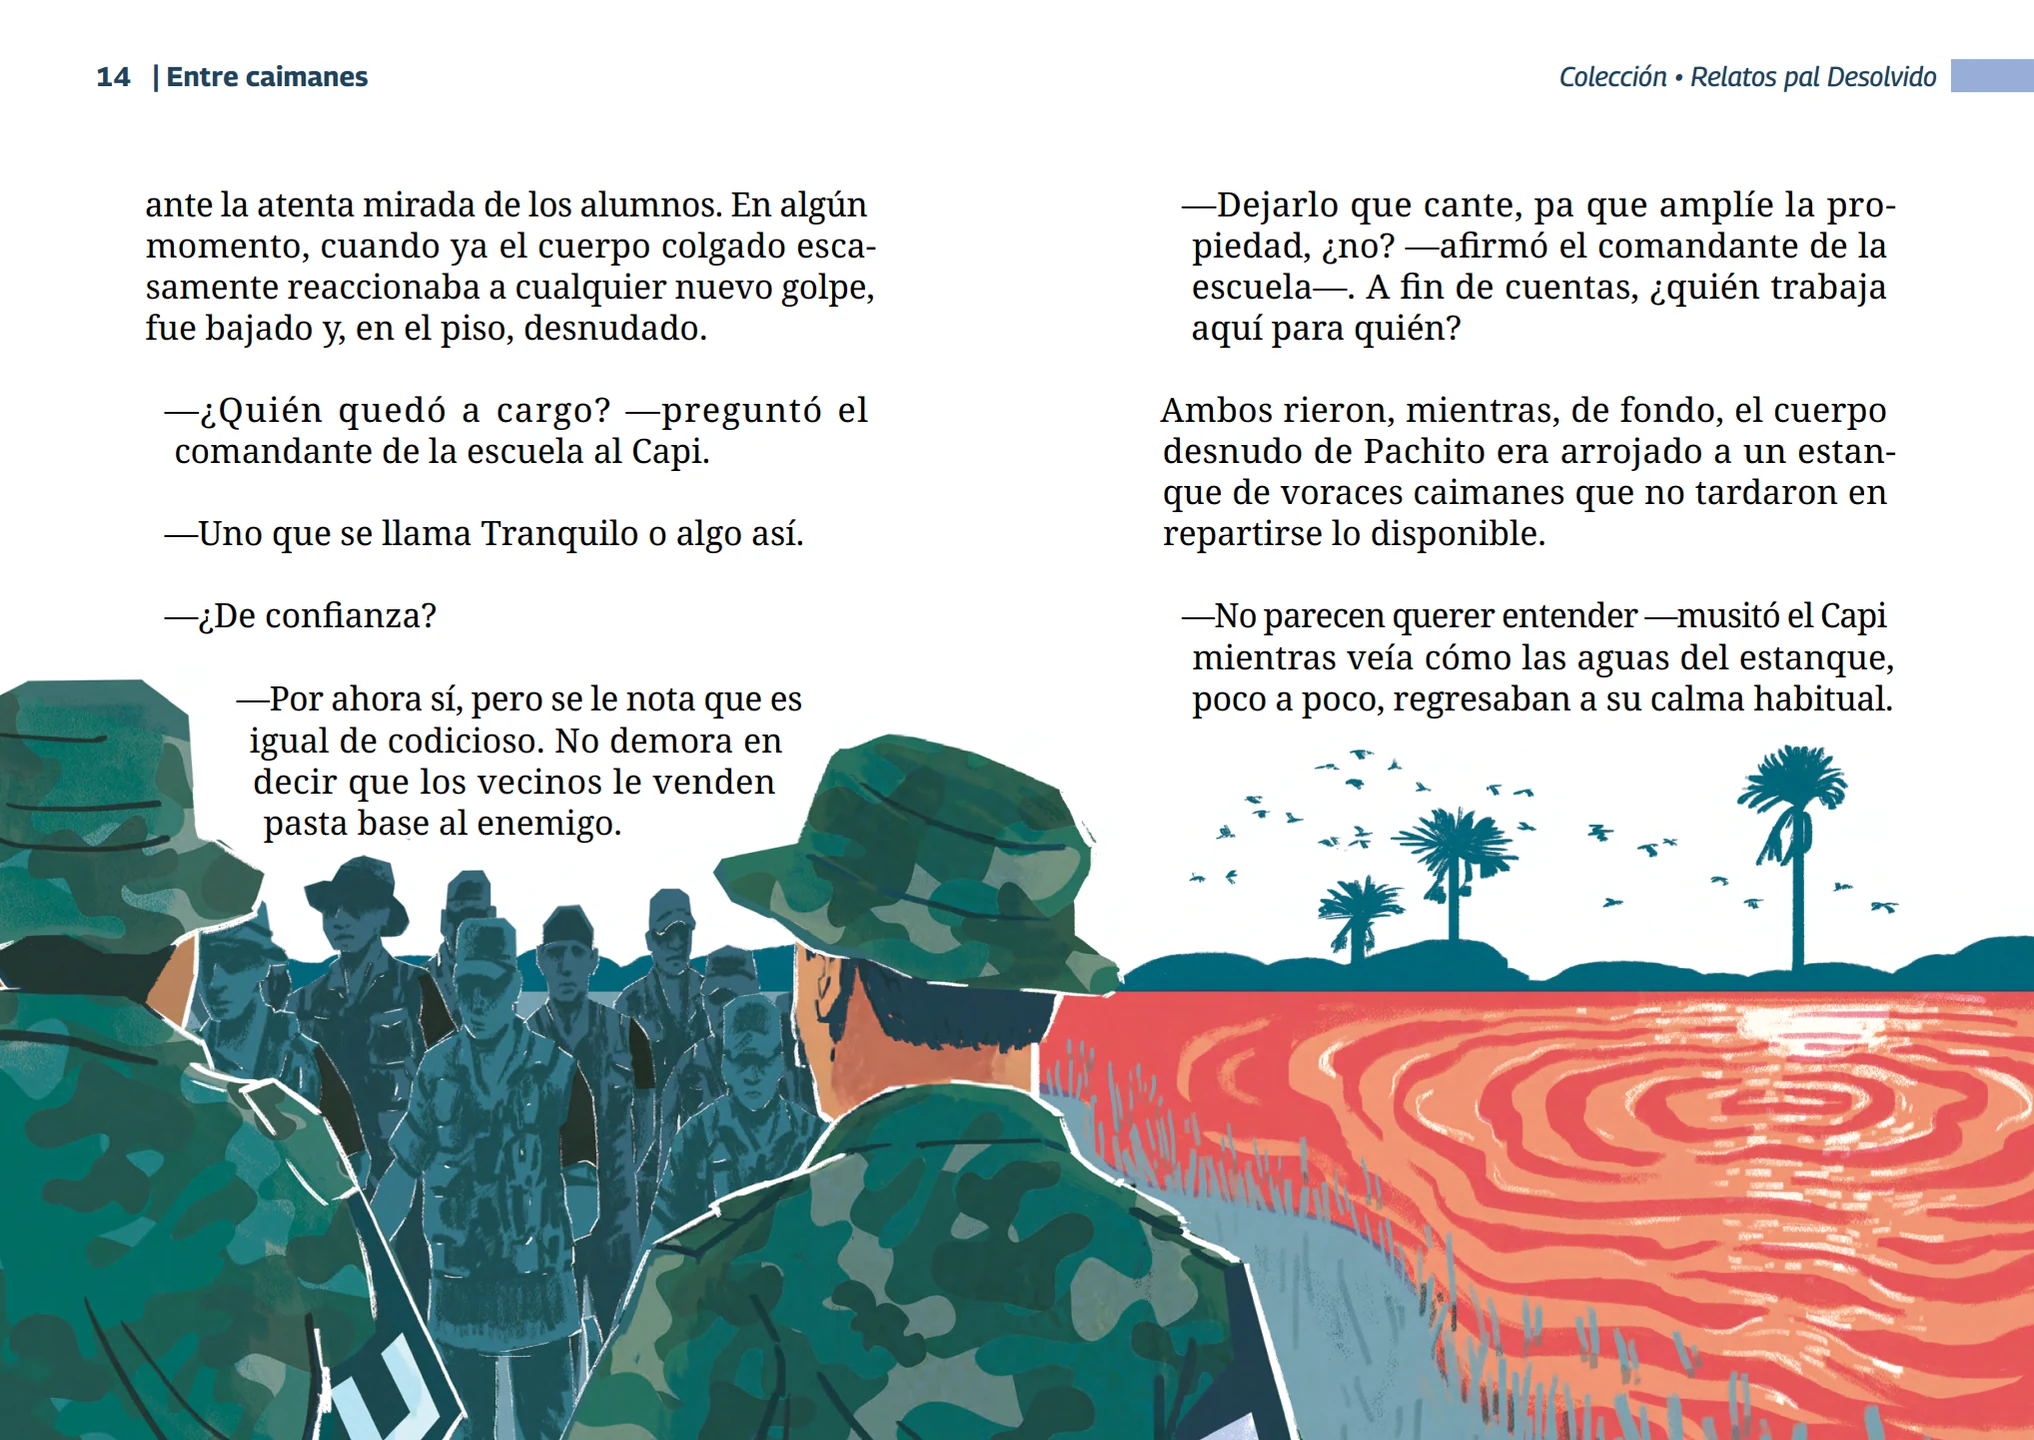 14 | Entre caimanes
Colección • Relatos pal Desolvido
ante la atenta mirada de los alumnos. En algún
momento, cuando ya el cuerpo colgado esca-
samente reaccionaba a cualquier nuevo golpe,
fue bajado y, en el piso, desnudado.
—¿Quién quedó a cargo? —preguntó el
comandante de la escuela al Capi.
—Uno que se llama Tranquilo o algo así.
—¿De confianza?
—Por ahora sí, pero se le nota que es
igual de codicioso. No demora en
decir que los vecinos le venden
pasta base al enemigo.
—Dejarlo que cante, pa que amplíe la pro-
piedad, ¿no? —afirmó el comandante de la
escuela—. A fin de cuentas, ¿quién trabaja
aquí para quién?
Ambos rieron, mientras, de fondo, el cuerpo
desnudo de Pachito era arrojado a un estan-
que de voraces caimanes que no tardaron en
repartirse lo disponible.
—No parecen querer entender —musitó el Capi
mientras veía cómo las aguas del estanque,
poco a poco, regresaban a su calma habitual.